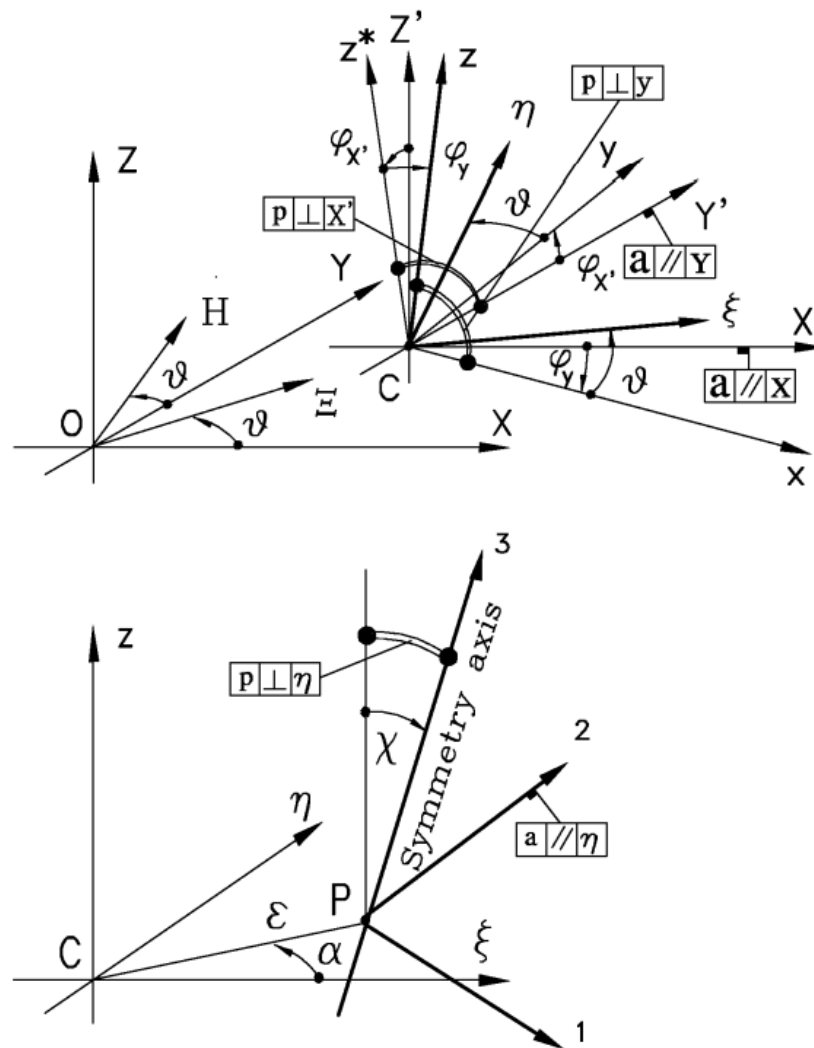 z* Z' z
p ⊥ y
η
y
φX' φy
Z
p ⊥ X' ϑ Y'
Y a // Y
φX'
H ξ
X'
C φy ϑ
ϑ a // X
Ξ
O ϑ
X
x
3
z
p ⊥ η
Symmetry axis
χ
2
η
a // η
P
ε
C α ξ
1